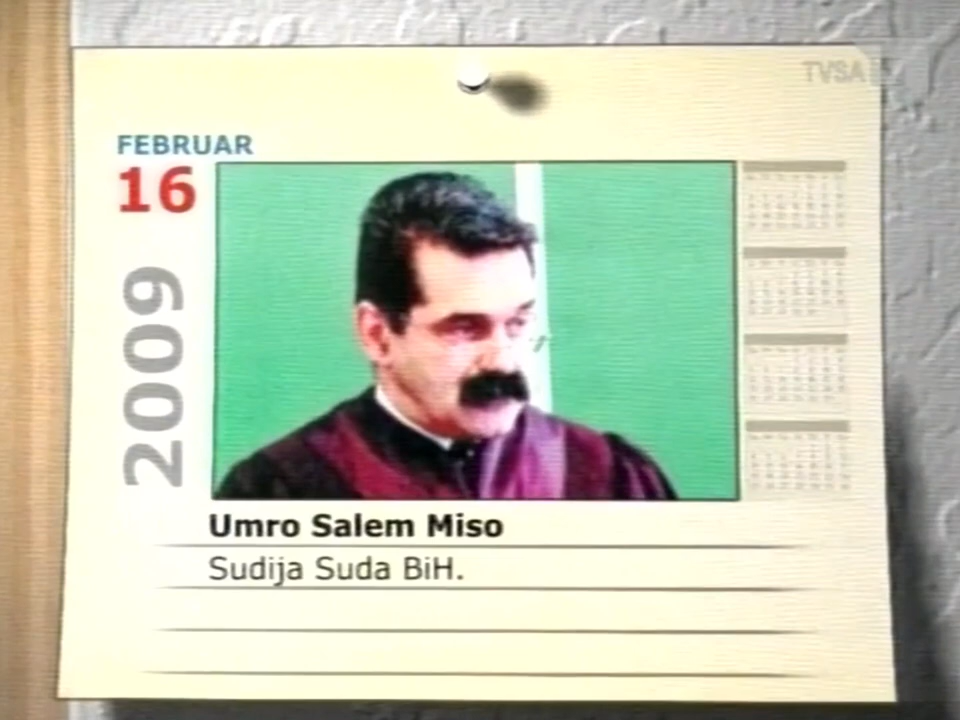 TVSA
FEBRUAR
16
2009
Umro Salem Miso
Sudija Suda BiH.